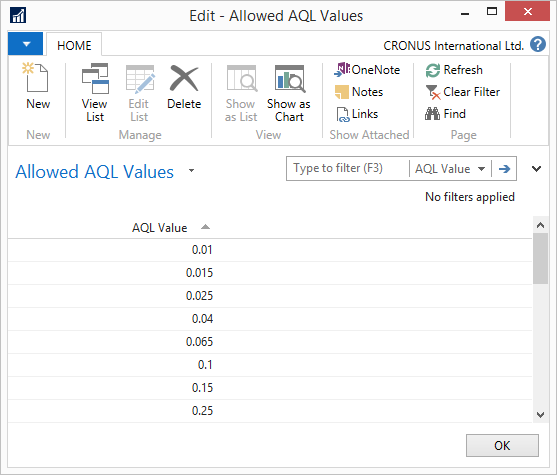 Edit - Allowed AQL Values
HOME
CRONUS International Ltd.
New
View List
Edit List
Delete
Show as List
Show as Chart
OneNote
Notes
Links
Refresh
Clear Filter
Find
New
Manage
View
Show Attached
Page
Allowed AQL Values
Type to filter (F3)
AQL Value
No filters applied
AQL Value
0.01
0.015
0.025
0.04
0.065
0.1
0.15
0.25
OK